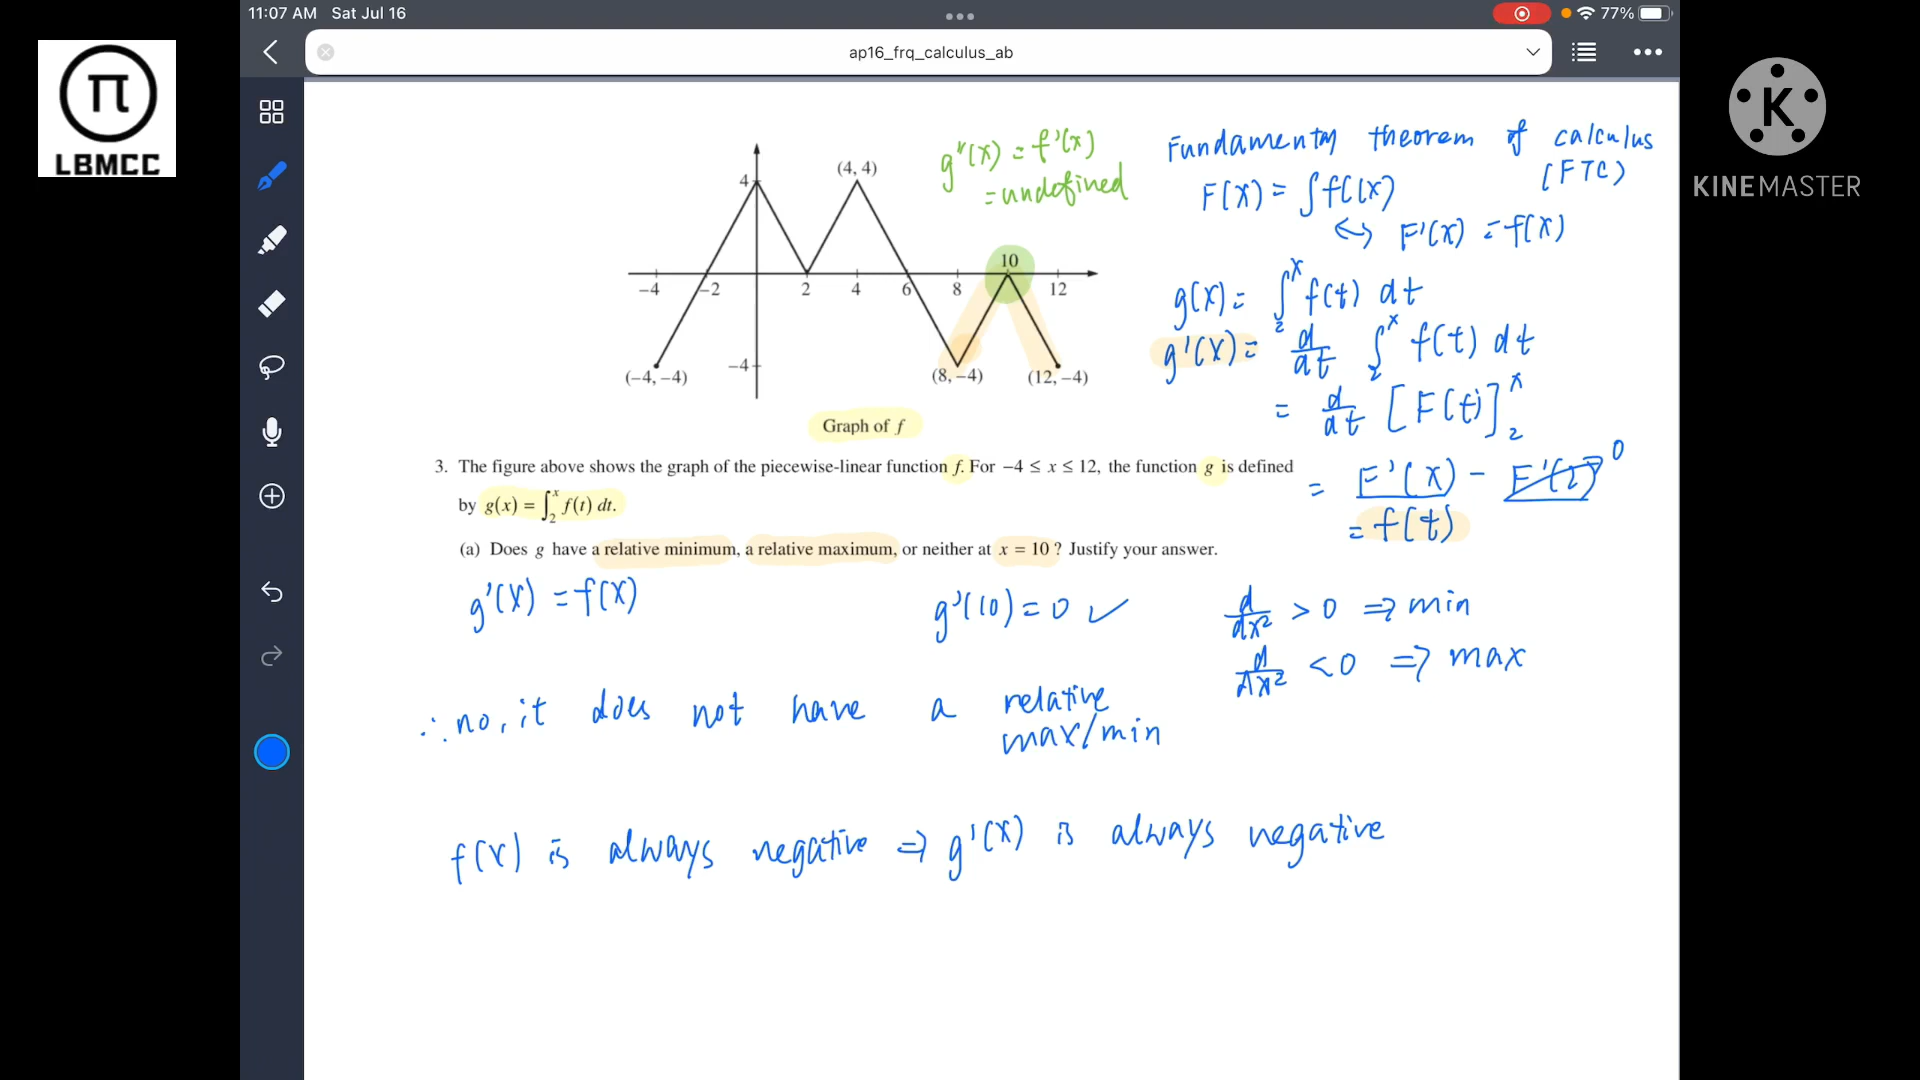 11:07 AM Sat Jul 16
77%
ap16_frq_calculus_ab
π
LBMCC
K
KINEMASTER
4
(4, 4)
g"(x) = f'(x)
= undefined
Fundamental theorem of calculus
(FTC)
F(x) = ∫f(x)
↔ F'(x) = f(x)
10
−4 −2 2 4 6 8 12
−4
(−4, −4) (8, −4) (12, −4)
g(x) = ∫₂ˣ f(t) dt
g'(x) = d/dt ∫₂ˣ f(t) dt
= d/dt [F(t)]₂ˣ
Graph of f
3. The figure above shows the graph of the piecewise-linear function f. For −4 ≤ x ≤ 12, the function g is defined
by g(x) = ∫₂ˣ f(t) dt.
= F'(x) − F'(2) 0
= f(t)
(a) Does g have a relative minimum, a relative maximum, or neither at x = 10 ? Justify your answer.
g'(x) = f(x)
g'(10) = 0 ✓
d/dx² > 0 ⇒ min
d/dx² < 0 ⇒ max
∴ no, it does not have a relative
max/min
f(x) is always negative ⇒ g'(x) is always negative